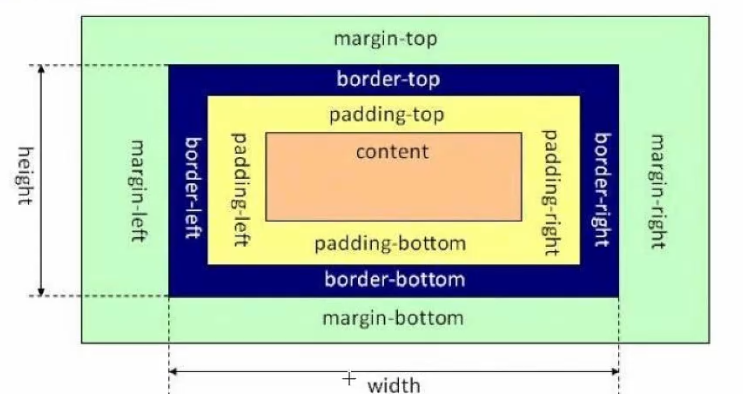 margin-top
border-top
padding-top
content
height
margin-left
border-left
padding-left
padding-right
border-right
margin-right
padding-bottom
border-bottom
margin-bottom
width